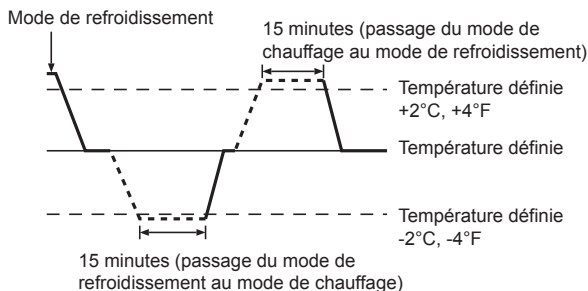 Mode de refroidissement
15 minutes (passage du mode de
chauffage au mode de refroidissement)
Température définie
+2°C, +4°F
Température définie
Température définie
-2°C, -4°F
15 minutes (passage du mode de
refroidissement au mode de chauffage)